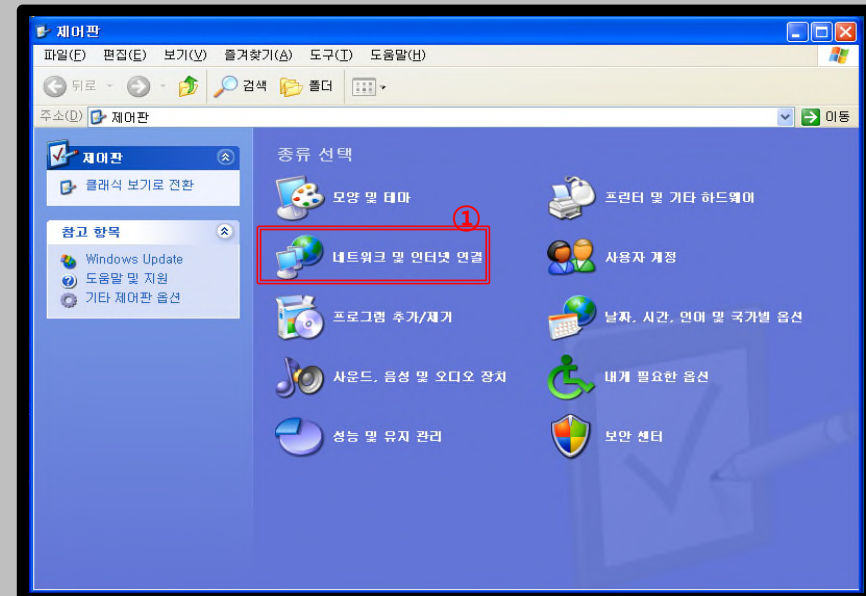 제어판
파일(F) 편집(E) 보기(V) 즐겨찾기(A) 도구(T) 도움말(H)
뒤로 검색 폴더
주소(D) 제어판 이동
제어판
클래식 보기로 전환
참고 항목
Windows Update
도움말 및 지원
기타 제어판 옵션
종류 선택
모양 및 테마
프린터 및 기타 하드웨어
①
네트워크 및 인터넷 연결
사용자 계정
프로그램 추가/제거
날짜, 시간, 언어 및 국가별 옵션
사운드, 음성 및 오디오 장치
내게 필요한 옵션
성능 및 유지 관리
보안 센터